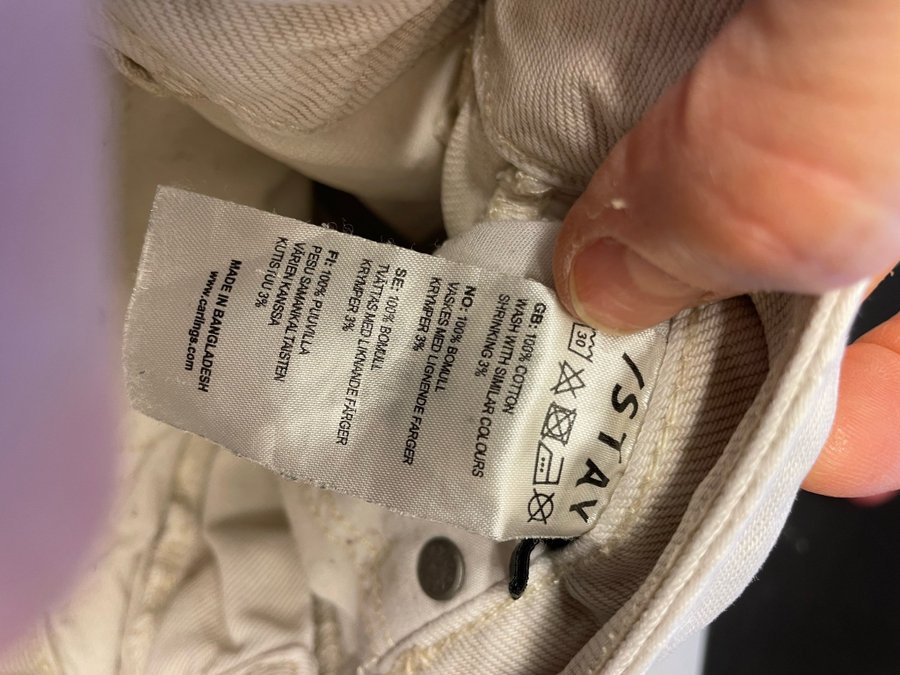 /STAY
30
GB: 100% COTTON
WASH WITH SIMILAR COLOURS
SHRINKING 3%
NO: 100% BOMULL
VASKES MED LIGNENDE FARGER
KRYMPER 3%
SE: 100% BOMULL
TVÄTTAS MED LIKNANDE FÄRGER
KRYMPER 3%
FI: 100% PUUVILLA
PESU SAMANKALTAISTEN
VÄRIEN KANSSA
KUTISTUU 3%
MADE IN BANGLADESH
www.carlings.com